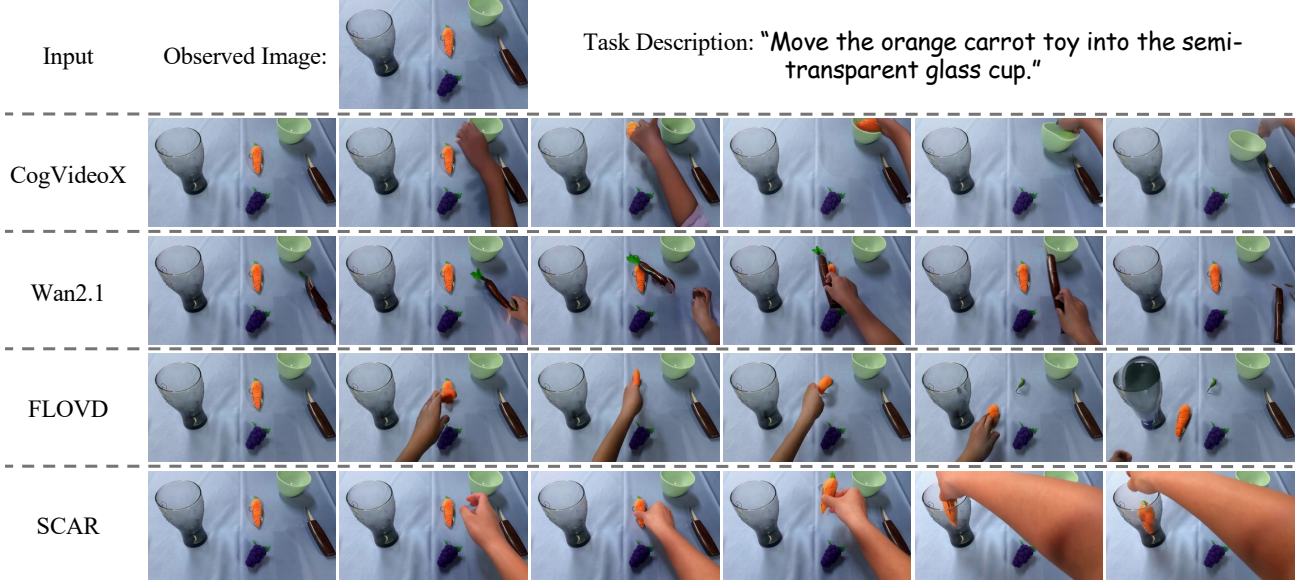 Input
Observed Image:
Task Description: “Move the orange carrot toy into the semi-
transparent glass cup.”
CogVideoX
Wan2.1
FLOVD
SCAR